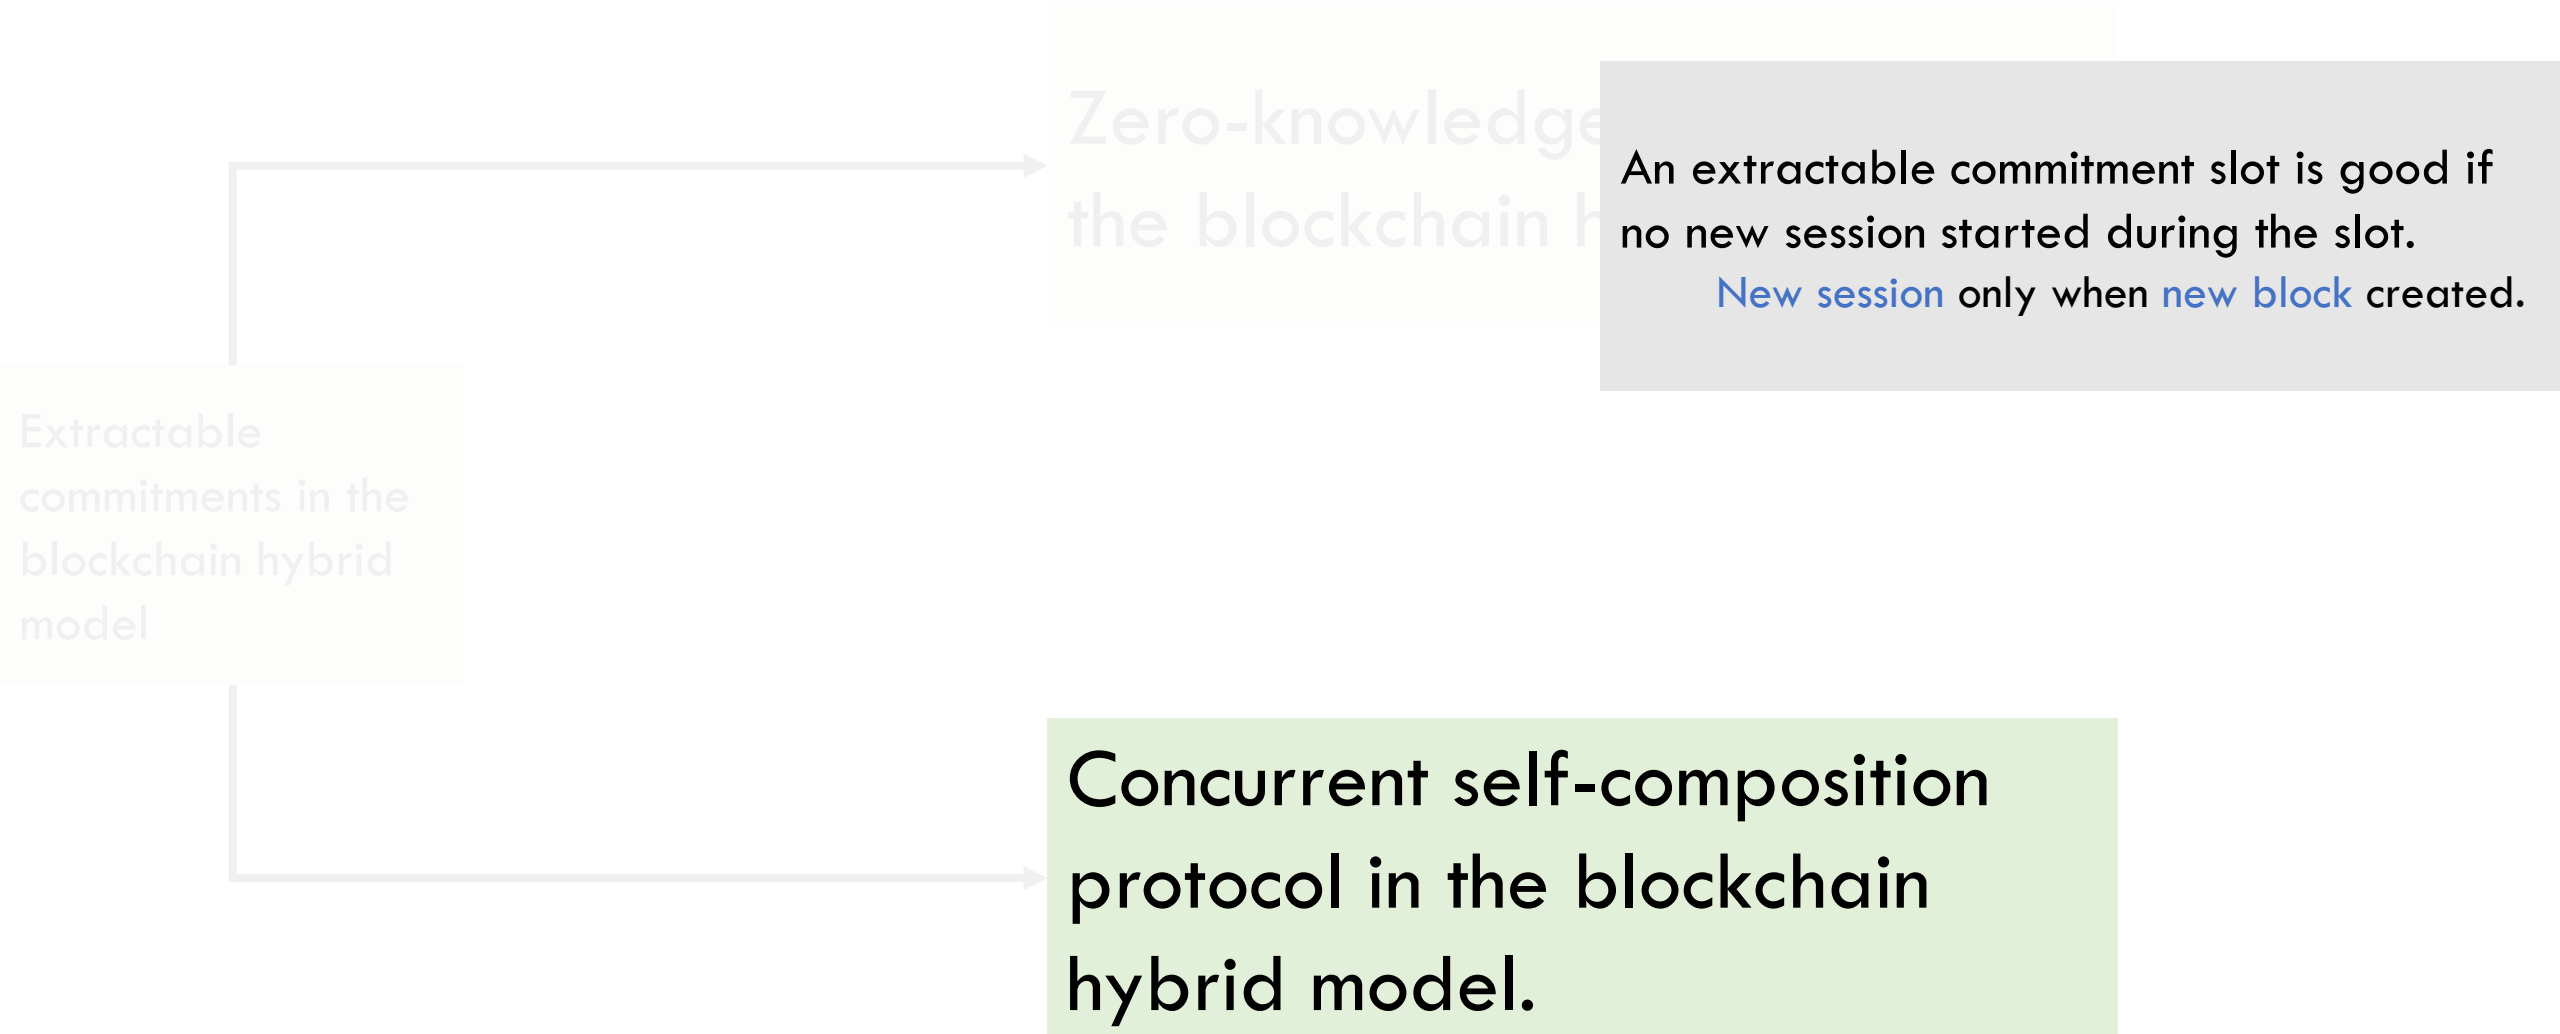 Zero-knowledge
the blockchain
An extractable commitment slot is good if
no new session started during the slot.
New session only when new block created.
Extractable
commitments in the
blockchain hybrid
model
Concurrent self-composition
protocol in the blockchain
hybrid model.